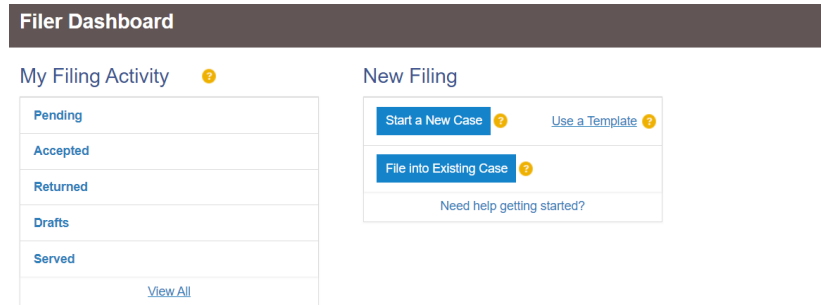 Filer Dashboard
My Filing Activity ?
Pending
Accepted
Returned
Drafts
Served
View All
New Filing
Start a New Case ? Use a Template ?
File into Existing Case ?
Need help getting started?